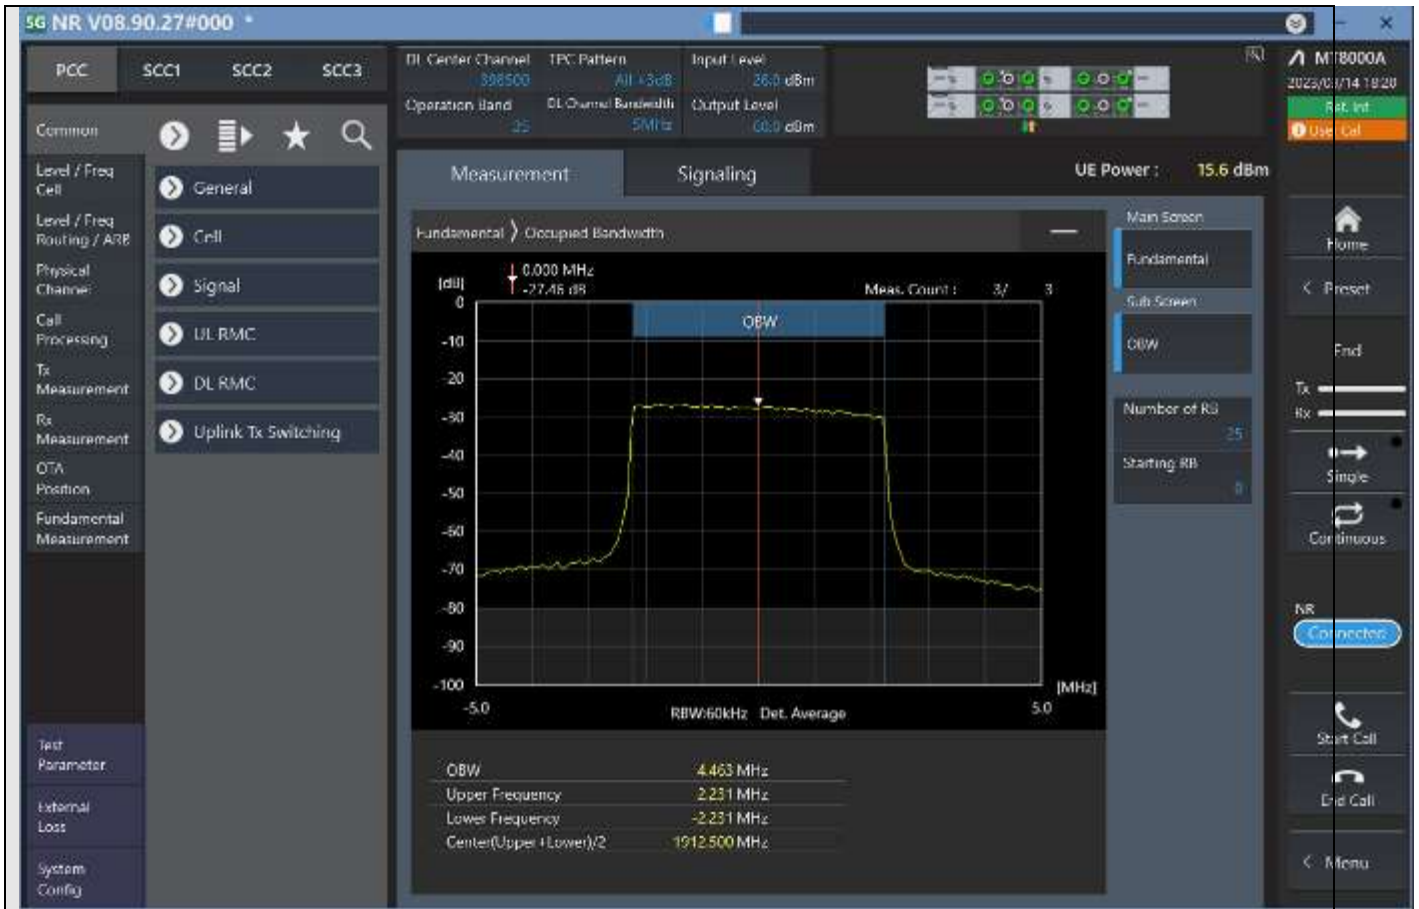 5G NR V08.90.27#000 *
PCC SCC1 SCC2 SCC3
Common
Level / Freq
Cell
Level / Freq
Routing / ARB
Physical
Channel
Call
Processing
Tx
Measurement
Rx
Measurement
OTA
Position
Fundamental
Measurement
Test
Parameter
External
Loss
System
Config
General
Cell
Signal
UL RMC
DL RMC
Uplink Tx Switching
DL Center Channel TPC Pattern Input Level
398500 All +3dB 26.0 dBm
Operation Band DL Channel Bandwidth Output Level
25 5MHz -60.0 dBm
Measurement Signaling
UE Power : 15.6 dBm
Fundamental Occupied Bandwidth
0.000 MHz
-27.46 dB
[dB]
Meas. Count : 3/ 3
OBW
0
-10
-20
-30
-40
-50
-60
-70
-80
-90
-100
-5.0 5.0
[MHz]
RBW:60kHz Det. Average
OBW 4.463 MHz
Upper Frequency 2.231 MHz
Lower Frequency -2.231 MHz
Center(Upper+Lower)/2 1912.500 MHz
Main Screen
Fundamental
Sub Screen
OBW
Number of RB
25
Starting RB
0
MT8000A
2023/03/14 18:20
Ref. Int
User Cal
Home
Preset
End
Tx
Rx
Single
Continuous
NR
Connected
Start Call
End Call
Menu